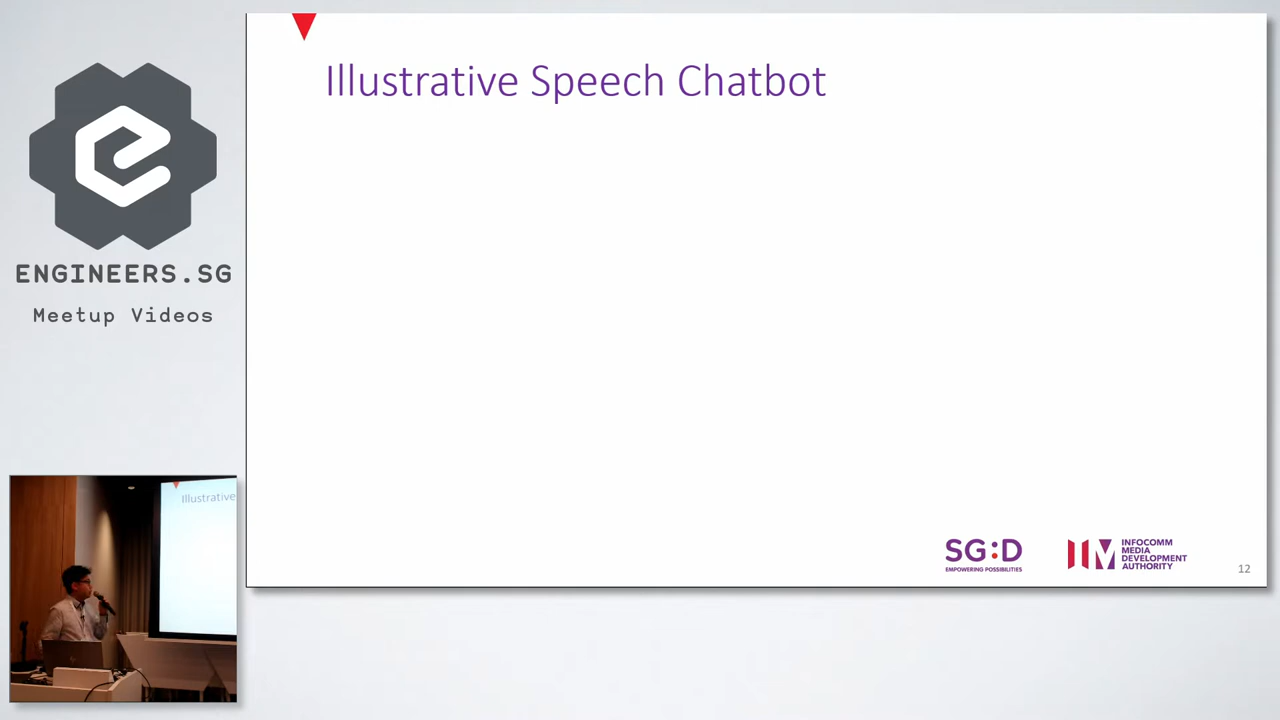 Illustrative Speech Chatbot
ENGINEERS.SG
Meetup Videos
Illustrative
SG:D
EMPOWERING POSSIBILITIES
INFOCOMM
MEDIA
DEVELOPMENT
AUTHORITY
12